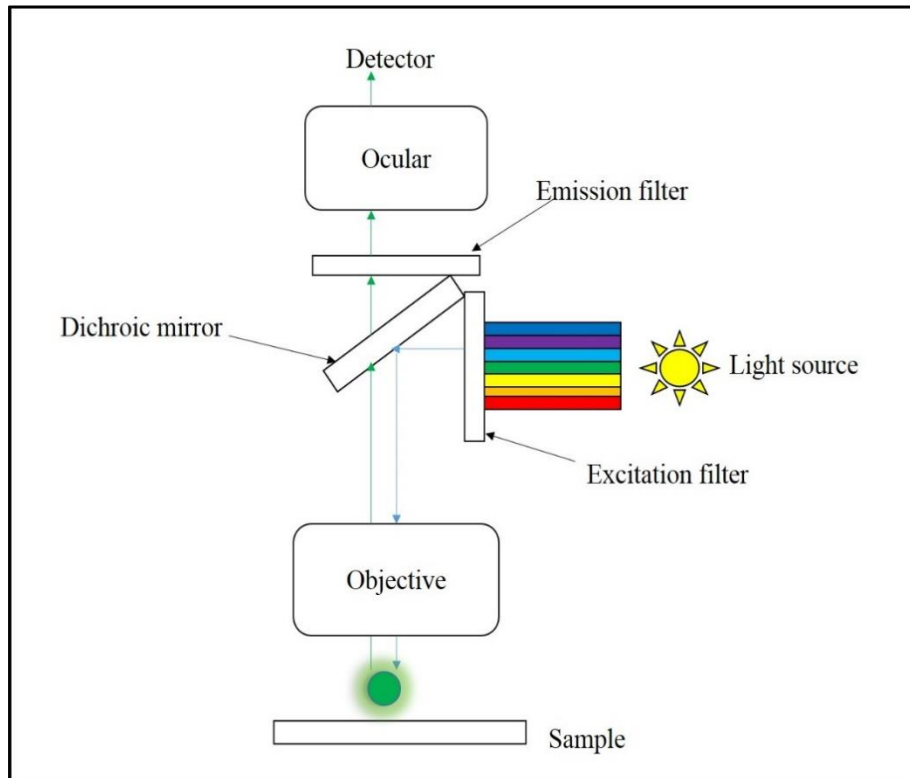 Detector
Ocular
Emission filter
Dichroic mirror
Light source
Excitation filter
Objective
Sample